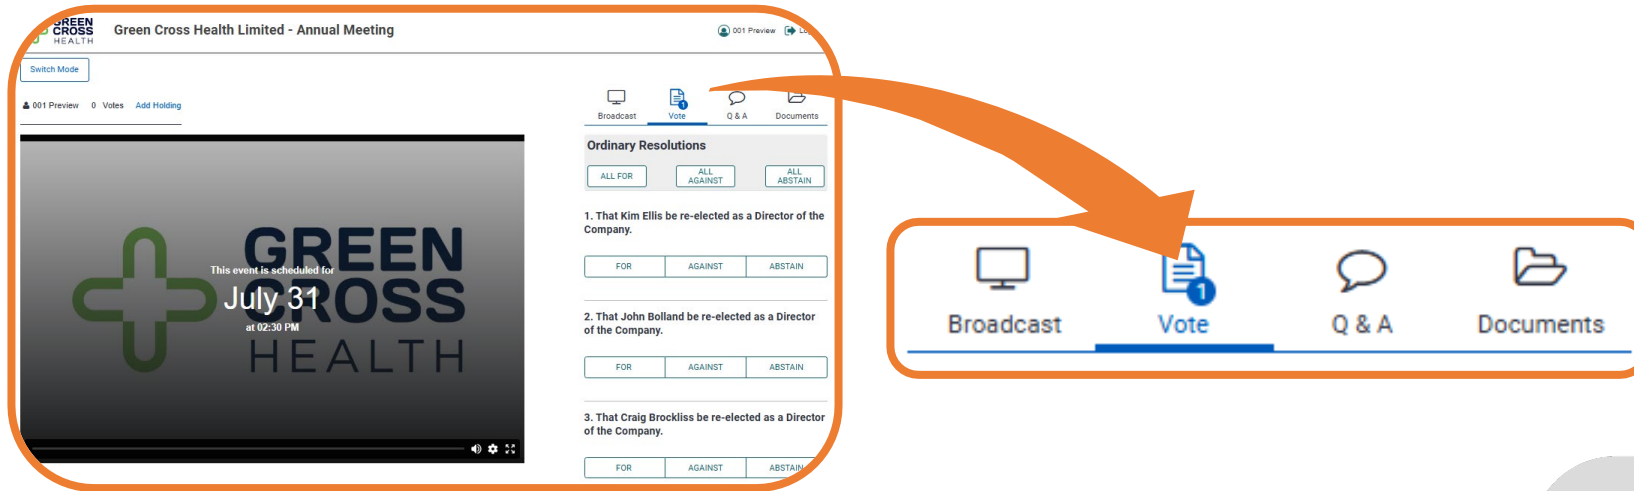 GREEN
CROSS
HEALTH
Green Cross Health Limited - Annual Meeting
001 Preview
Switch Mode
001 Preview 0 Votes Add Holding
Broadcast Vote Q & A Documents
1
Ordinary Resolutions
ALL FOR
ALL
AGAINST
ALL
ABSTAIN
1. That Kim Ellis be re-elected as a Director of the
Company.
FOR AGAINST ABSTAIN
2. That John Bolland be re-elected as a Director
of the Company.
FOR AGAINST ABSTAIN
3. That Craig Brockliss be re-elected as a Director
of the Company.
FOR AGAINST ABSTAIN
GREEN
CROSS
HEALTH
This event is scheduled for
July 31
at 02:30 PM
1
Broadcast Vote Q & A Documents